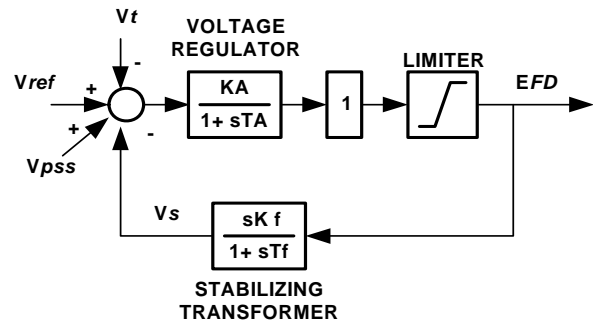 Vt
VOLTAGE
REGULATOR
LIMITER
Vref
+
-
+
-
Vpss
KA
1+ sTA
1
EFD
Vs
sK f
1+ sTf
STABILIZING
TRANSFORMER